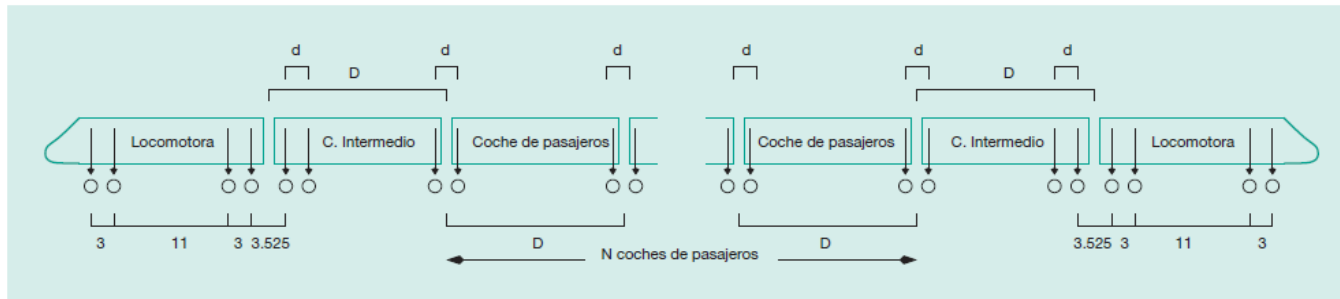 d d d d d d
D D
Locomotora C. Intermedio Coche de pasajeros Coche de pasajeros C. Intermedio Locomotora
3 11 3 3.525 D D 3.525 3 11 3
N coches de pasajeros